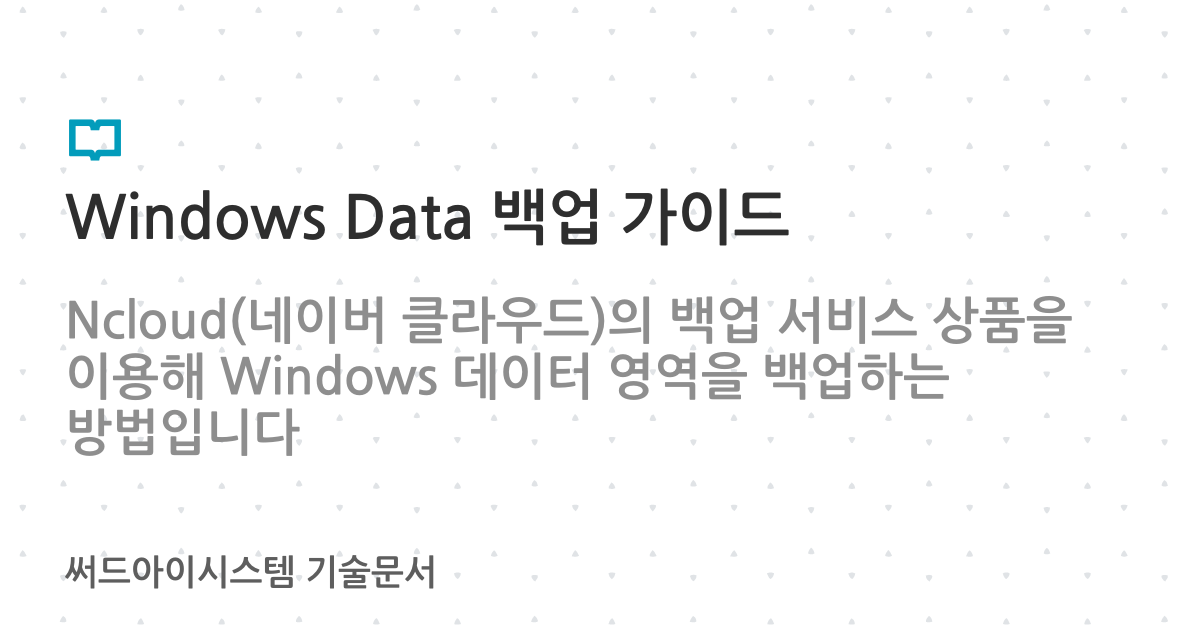 Windows Data 백업 가이드
Ncloud(네이버 클라우드)의 백업 서비스 상품을
이용해 Windows 데이터 영역을 백업하는
방법입니다
써드아이시스템 기술문서